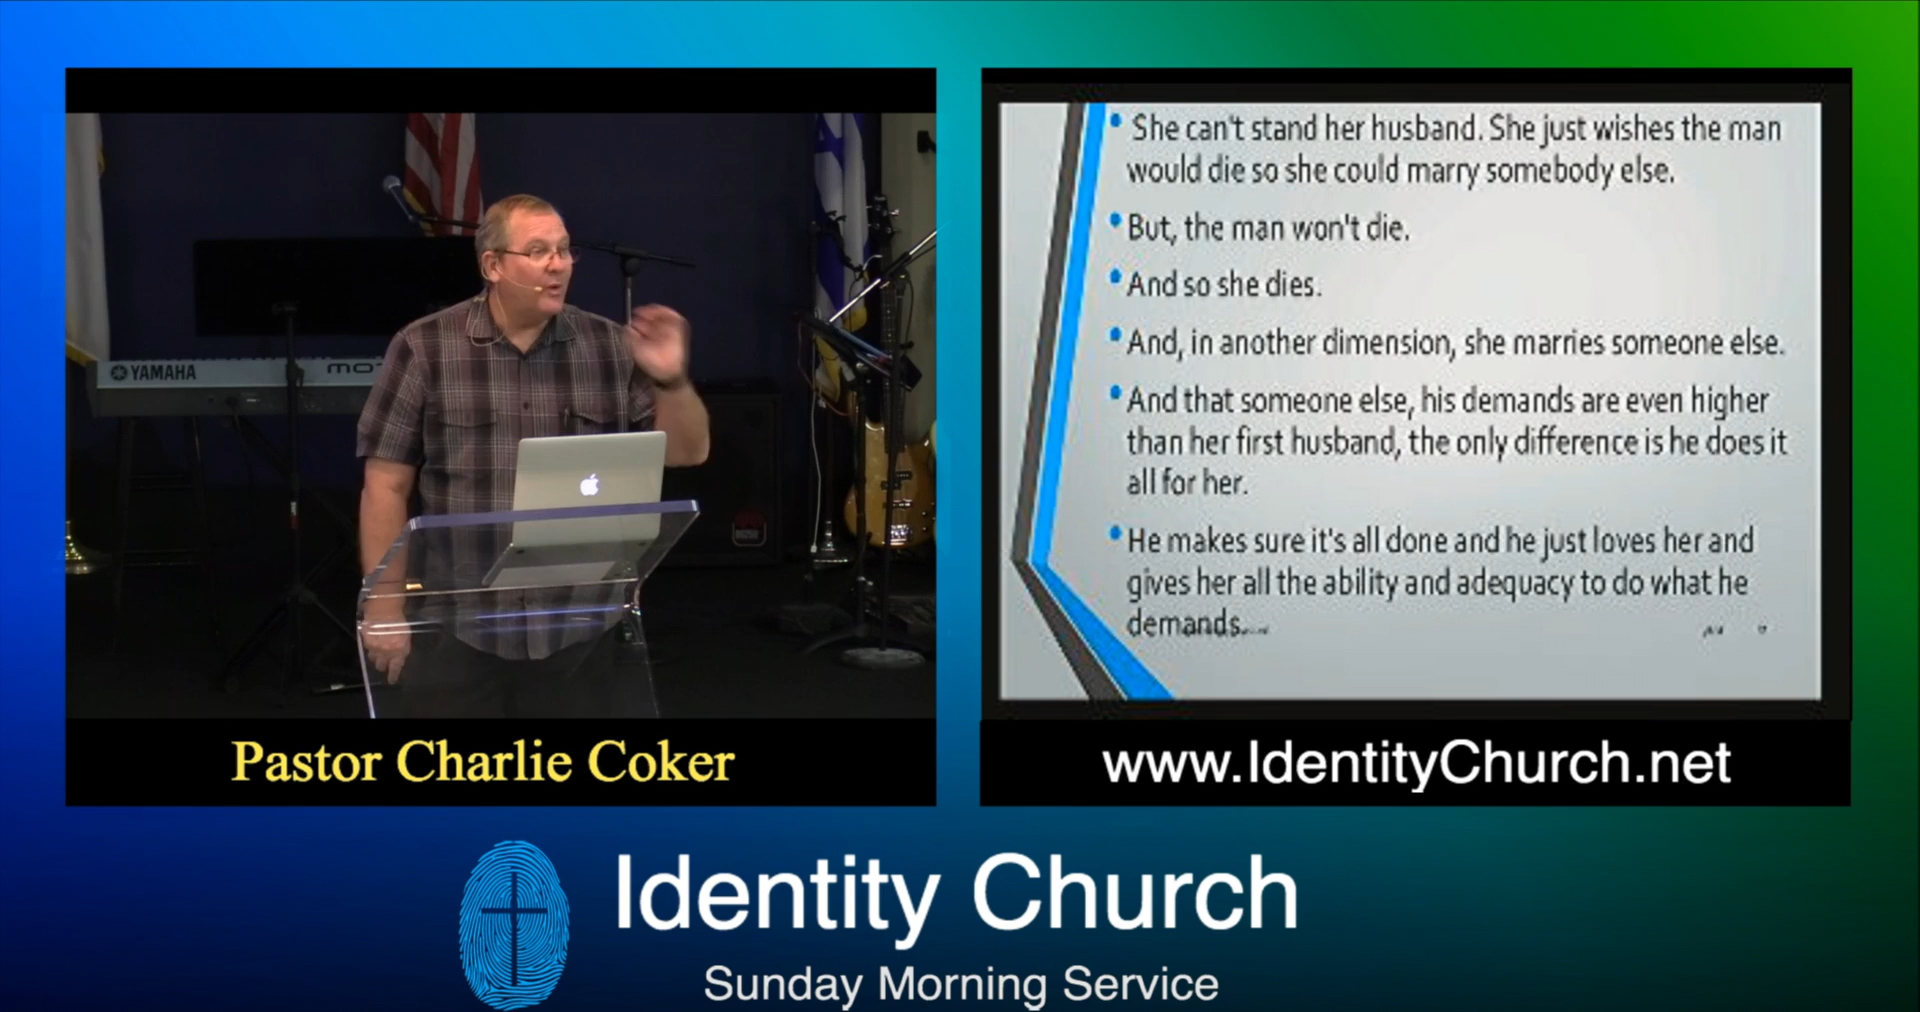 • She can't stand her husband. She just wishes the man
would die so she could marry somebody else.
• But, the man won't die.
• And so she dies.
• And, in another dimension, she marries someone else.
• And that someone else, his demands are even higher
than her first husband, the only difference is he does it
all for her.
• He makes sure it's all done and he just loves her and
gives her all the ability and adequacy to do what he
demands.
YAMAHA
Pastor Charlie Coker
www.IdentityChurch.net
Identity Church
Sunday Morning Service